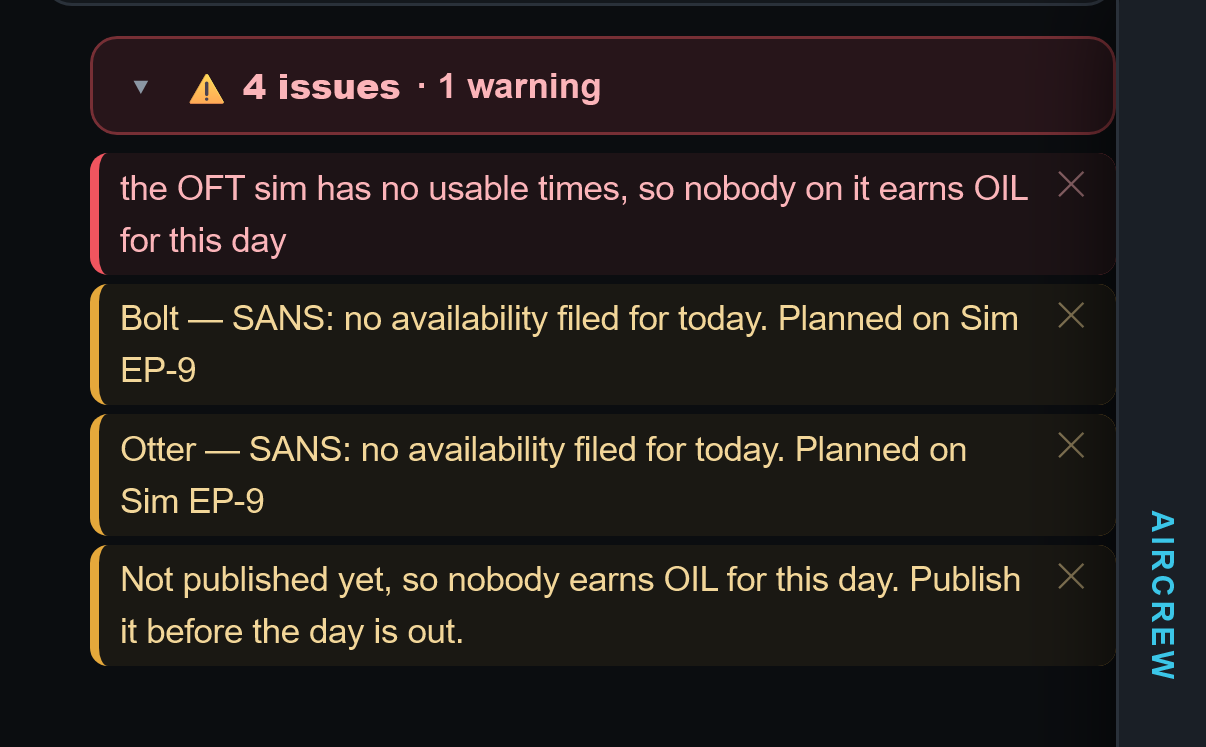 ▼ ⚠️ 4 issues · 1 warning
the OFT sim has no usable times, so nobody on it earns OIL
for this day
Bolt — SANS: no availability filed for today. Planned on Sim
EP-9
Otter — SANS: no availability filed for today. Planned on
Sim EP-9
Not published yet, so nobody earns OIL for this day. Publish
it before the day is out.
AIRCREW